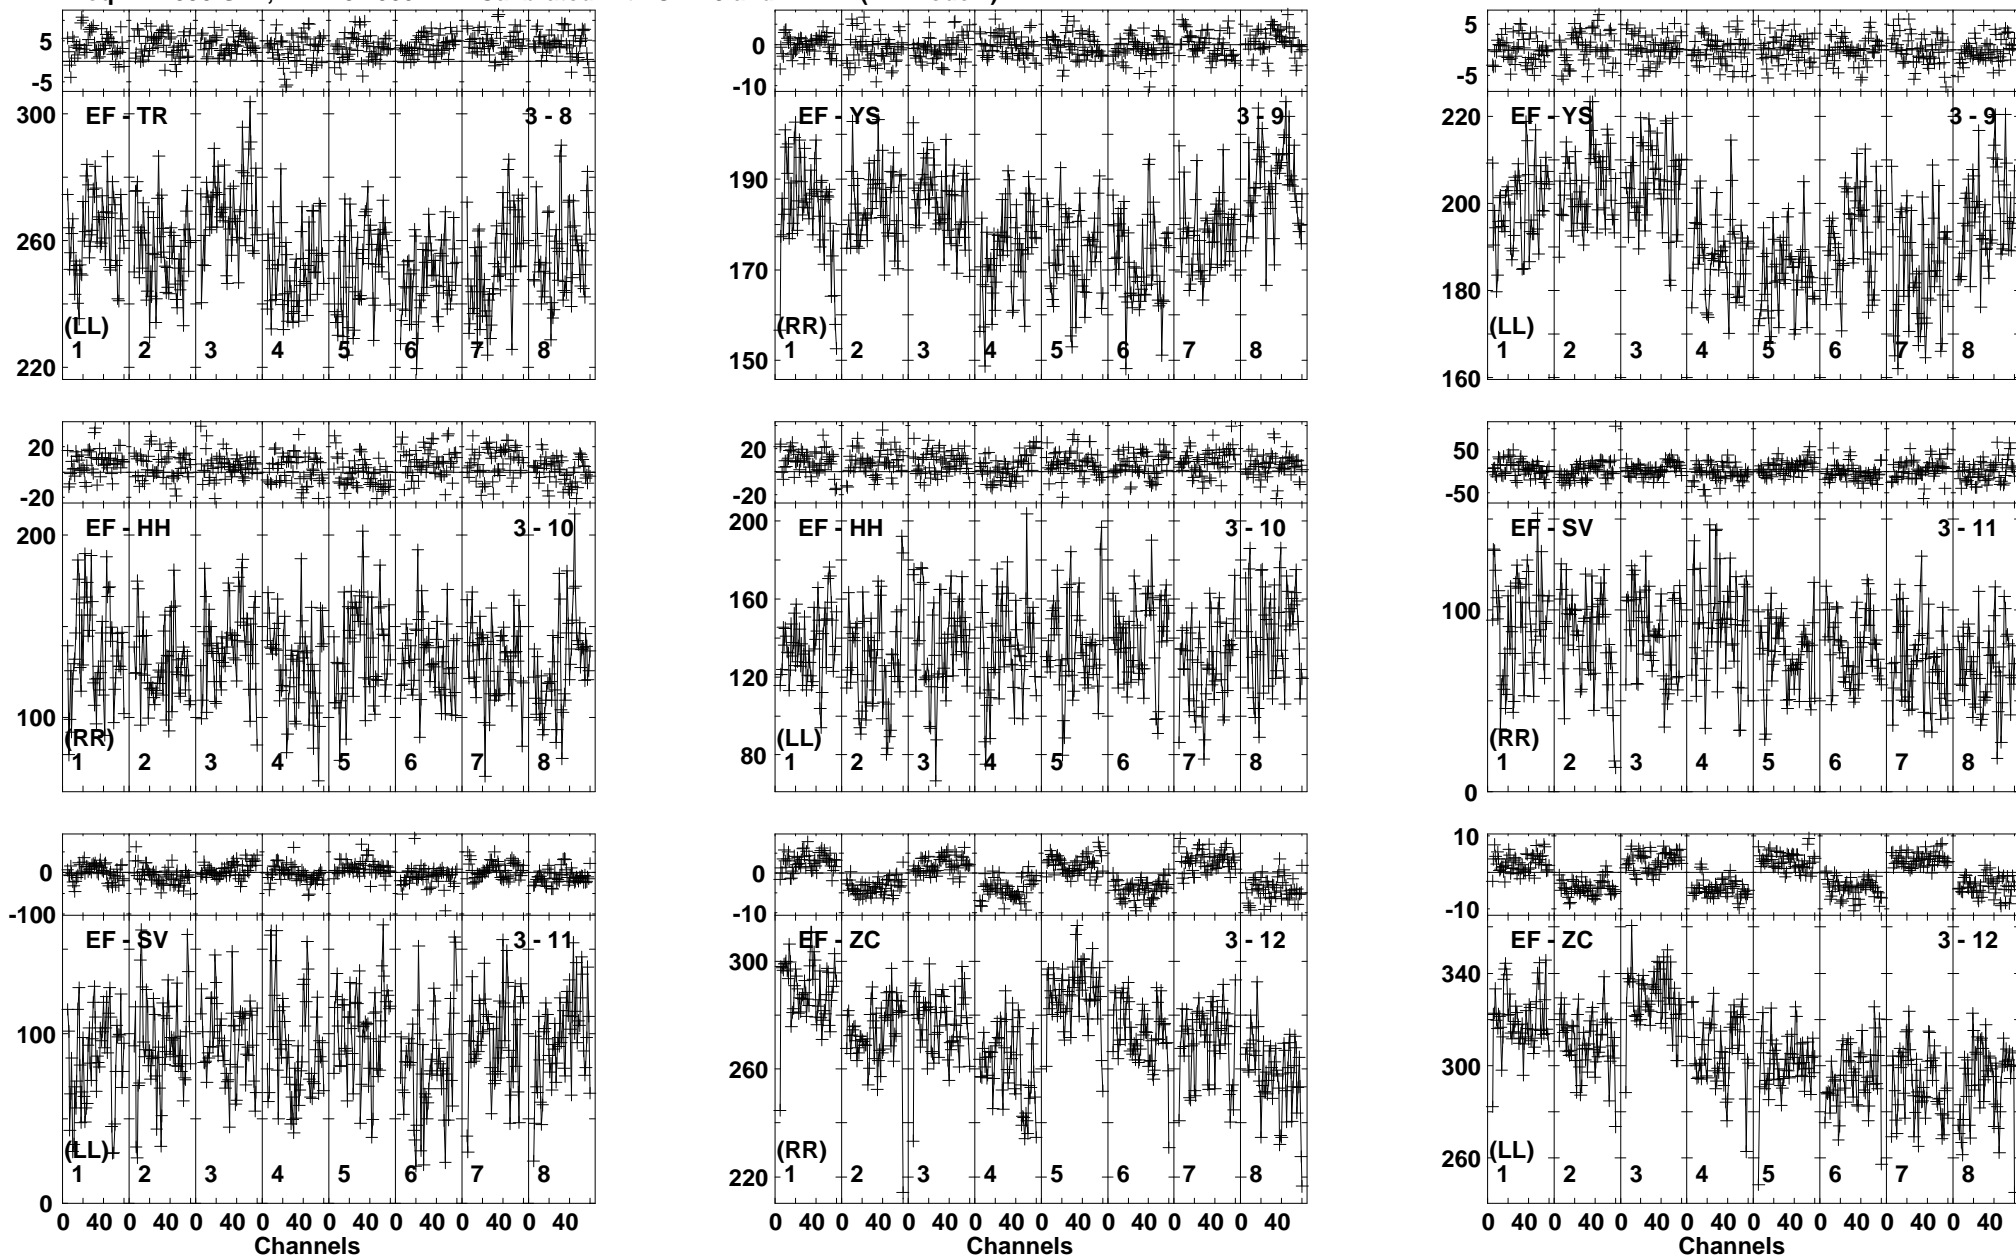 5 0 5
-5 -10 -5
300 EF - TR 3 - 8 EF - YS 3 - 9 220 EF - YS 3 - 9
190 200
260 170 180
(LL) (RR) (LL)
1 2 3 4 5 6 7 8 1 2 3 4 5 6 7 8 1 2 3 4 5 6 7 8
220 150 160
20 20 50
-20 -20 -50
200 EF - HH 3 - 10 200 EF - HH 3 - 10 EF - SV 3 - 11
160
100 120 100
(RR) (LL) (RR)
1 2 3 4 5 6 7 8 80 1 2 3 4 5 6 7 8 1 2 3 4 5 6 7 8
0
0 0 10
-100 -10 -10
EF - SV 3 - 11 300 EF - ZC 3 - 12 340 EF - ZC 3 - 12
100 260 300
(LL) (RR) (LL)
1 2 3 4 5 6 7 8 220 1 2 3 4 5 6 7 8 260 1 2 3 4 5 6 7 8
0
0 40 0 40 0 40 0 40 0 40 0 40 0 40 0 40 0 40 0 40 0 40 0 40 0 40 0 40 0 40 0 40 0 40 0 40 0 40 0 40 0 40 0 40 0 40 0 40
Channels Channels Channels